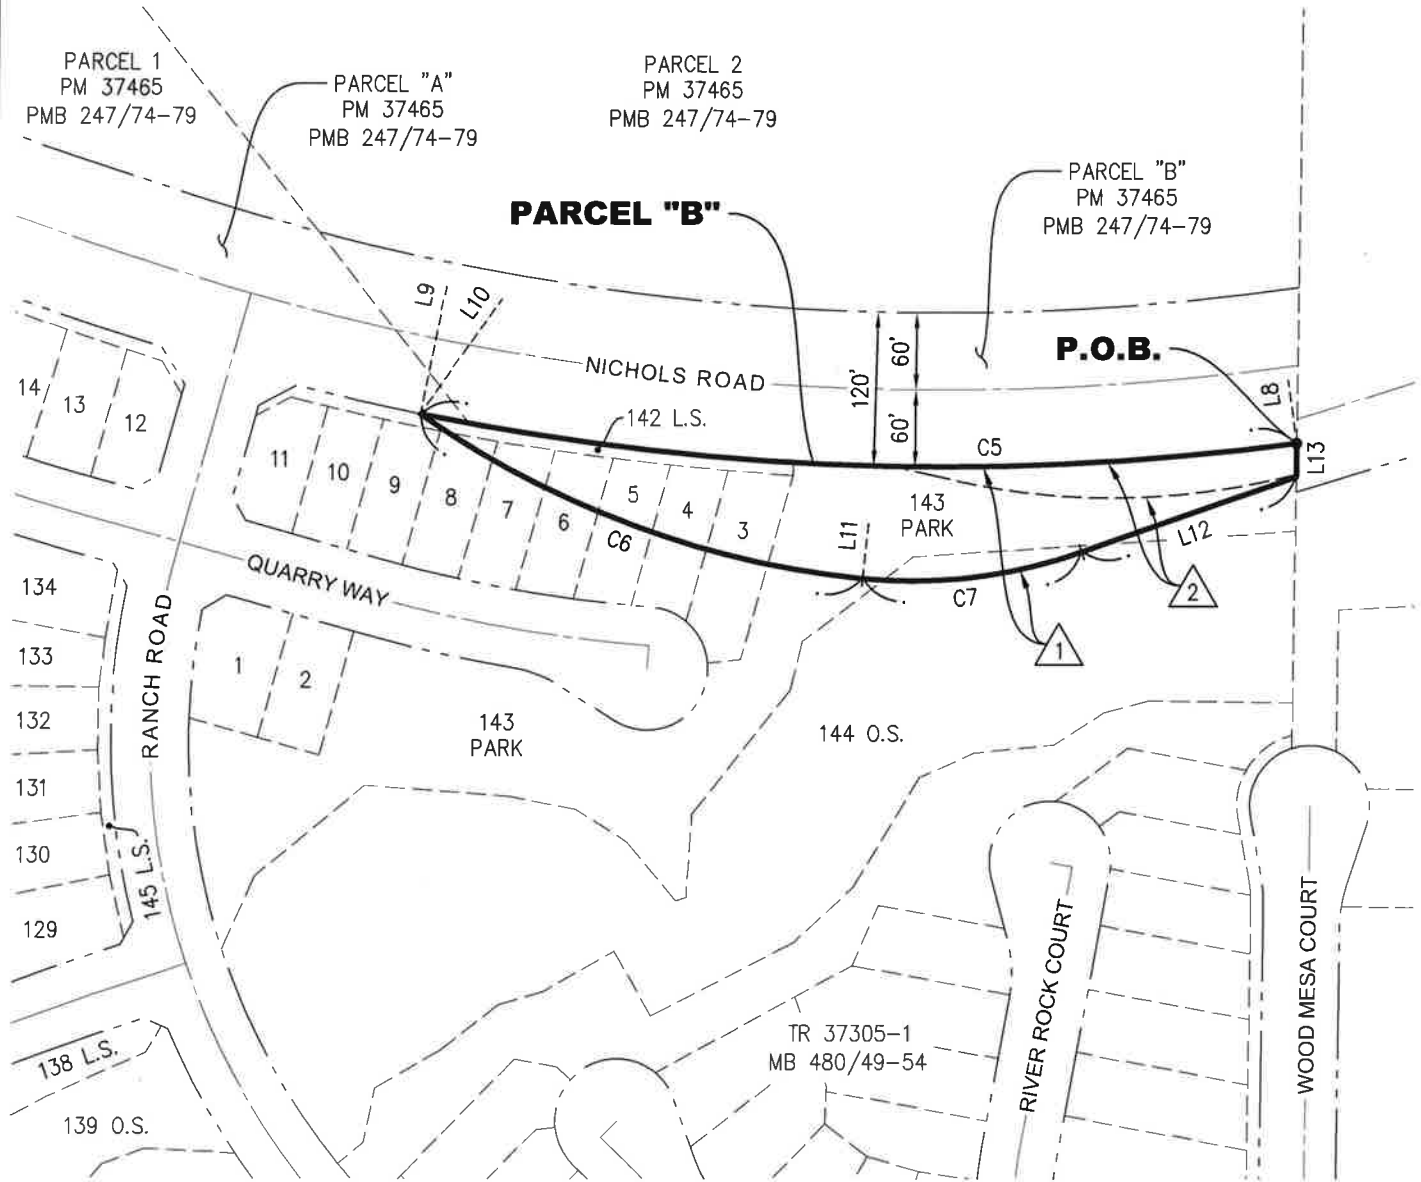 PARCEL 1
PM 37465
PMB 247/74-79
PARCEL "A"
PM 37465
PMB 247/74-79
PARCEL 2
PM 37465
PMB 247/74-79
PARCEL "B"
PM 37465
PMB 247/74-79
PARCEL "B"
L9
L10
NICHOLS ROAD
120'
60'
60'
P.O.B.
L8
L13
142 L.S.
C5
14
13
12
11
10
9
8
7
6
5
4
3
C6
143
PARK
L11
L12
C7
2
1
QUARRY WAY
RANCH ROAD
134
133
132
131
130
129
145 L.S.
1
2
143
PARK
144 O.S.
138 L.S.
139 O.S.
TR 37305-1
MB 480/49-54
RIVER ROCK COURT
WOOD MESA COURT